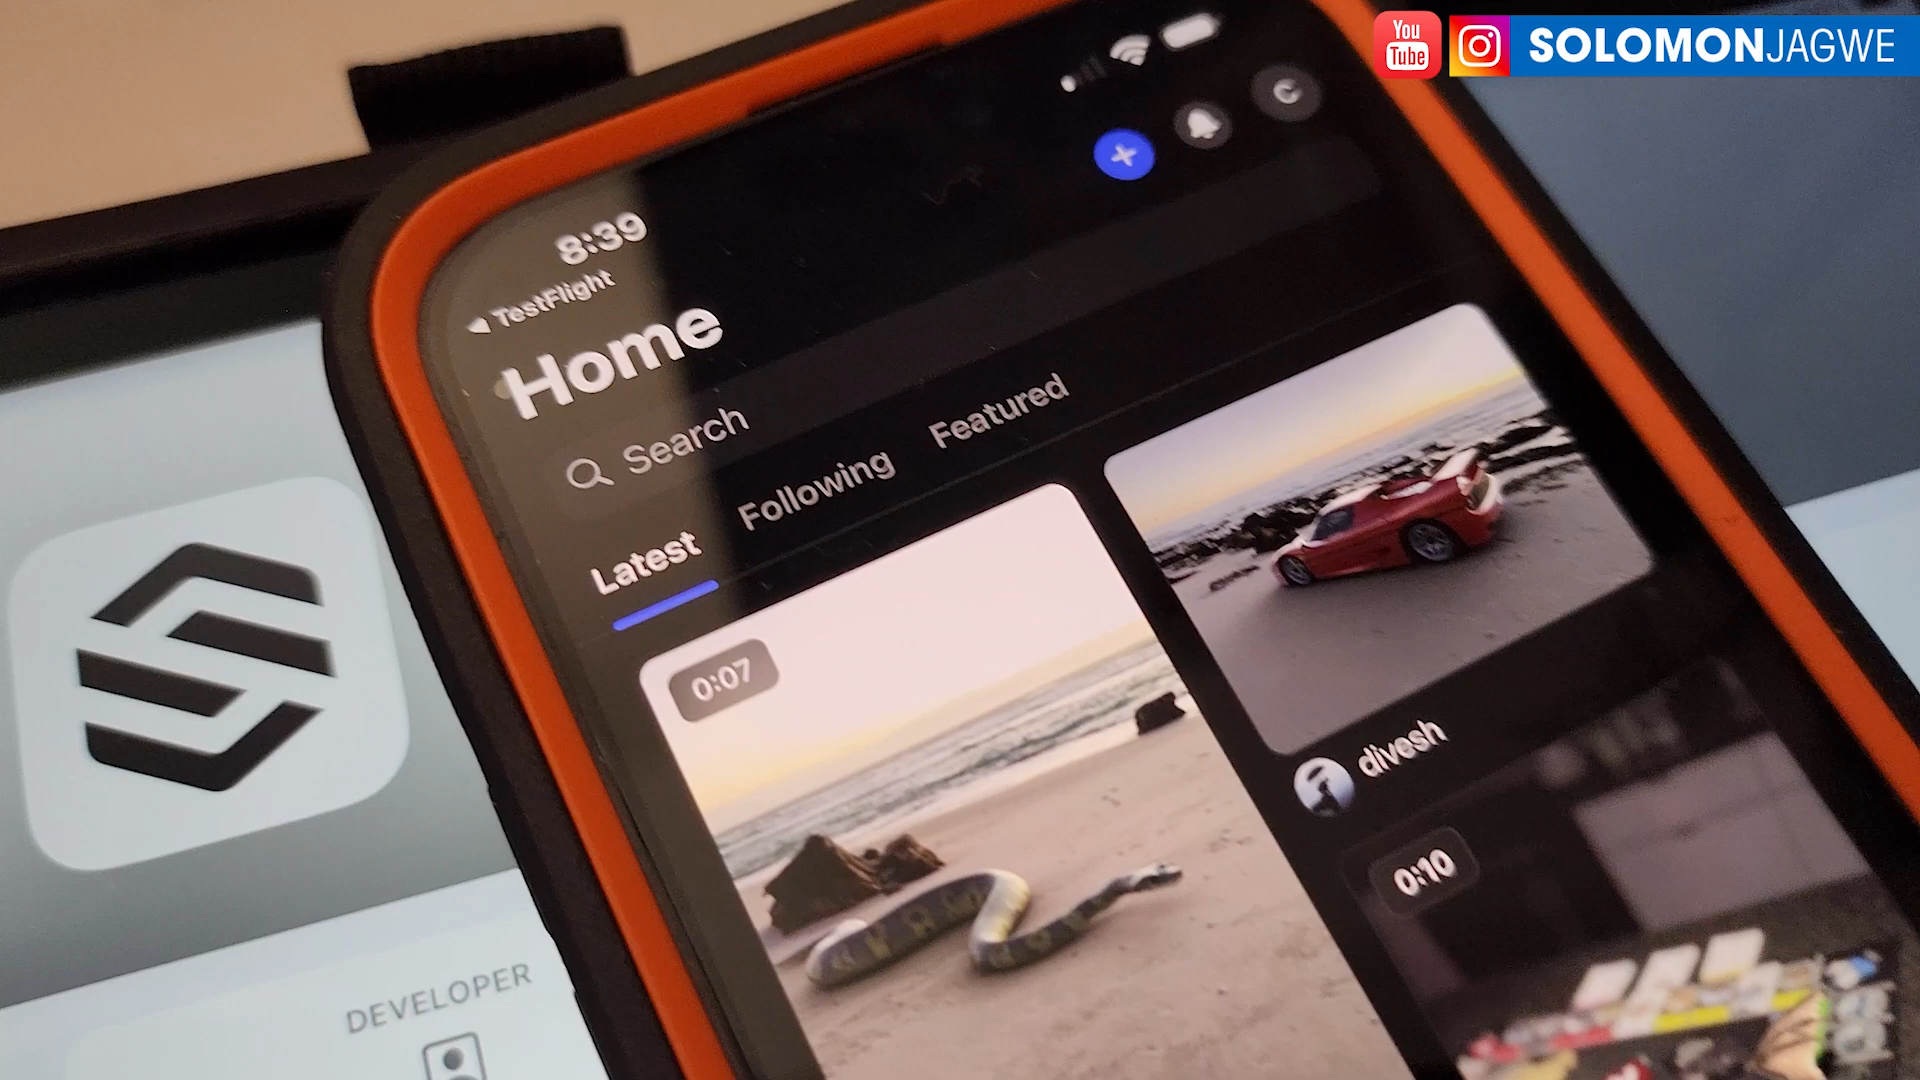 You
Tube
SOLOMONJAGWE
8:39
TestFlight
Home
Search
Latest
Following
Featured
0:07
divesh
0:10
DEVELOPER